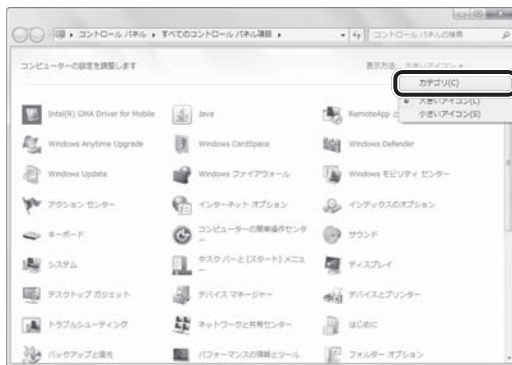 コントロール パネル ▸ すべてのコントロール パネル項目 ▸
コントロール パネルの検索
コンピューターの設定を調整します
表示方法: 大きいアイコン
カテゴリ(C)
大きいアイコン(L)
小さいアイコン(S)
Intel(R) GMA Driver for Mobile
Java
RemoteApp と
Windows Anytime Upgrade
Windows CardSpace
Windows Defender
Windows Update
Windows ファイアウォール
Windows モビリティ センター
アクション センター
インターネット オプション
インデックスのオプション
キーボード
コンピューターの簡単操作センター
サウンド
システム
タスク バーと [スタート] メニュー
ディスプレイ
デスクトップ ガジェット
デバイス マネージャー
デバイスとプリンター
トラブルシューティング
ネットワークと共有センター
はじめに
バックアップと復元
パフォーマンスの情報とツール
フォルダー オプション